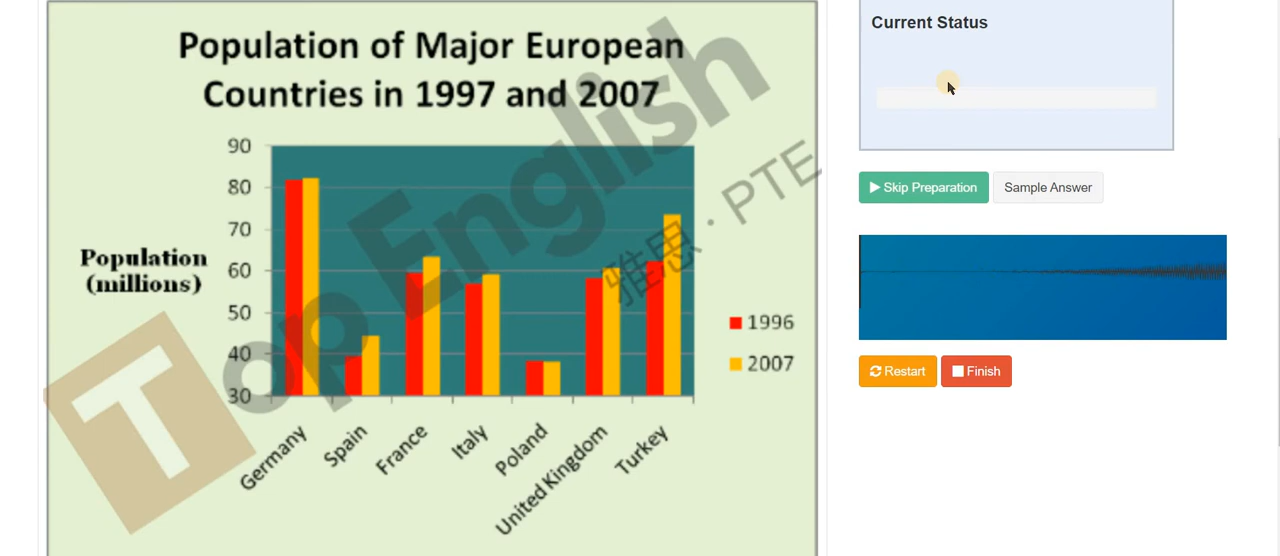 Population of Major European
Countries in 1997 and 2007
90
80
70
60
50
40
30
Population
(millions)
Germany
Spain
France
Italy
Poland
United Kingdom
Turkey
1996
2007
Top English
雅思·PTE
Current Status
Skip Preparation
Sample Answer
Restart
Finish